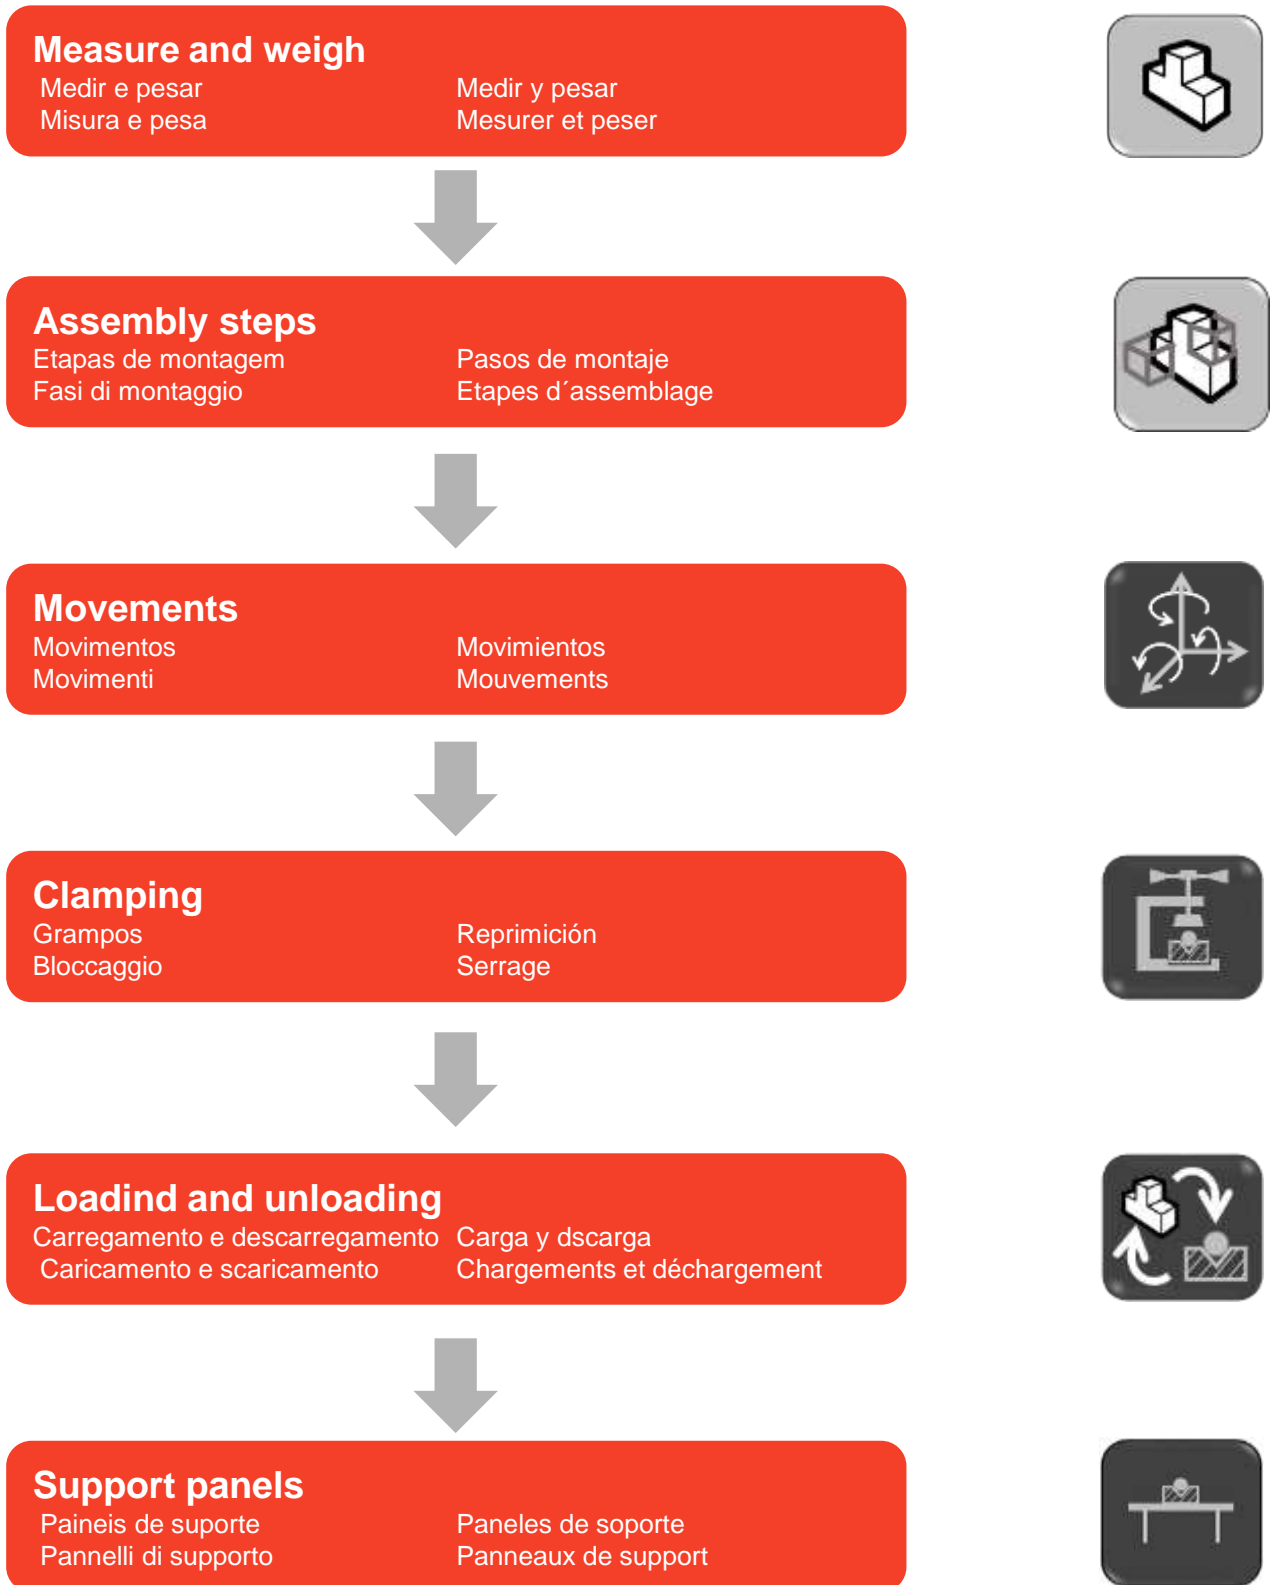 Measure and weigh
Medir e pesar Medir y pesar
Misura e pesa Mesurer et peser
Assembly steps
Etapas de montagem Pasos de montaje
Fasi di montaggio Etapes d´assemblage
Movements
Movimentos Movimientos
Movimenti Mouvements
Clamping
Grampos Reprimición
Bloccaggio Serrage
Loadind and unloading
Carregamento e descarregamento Carga y dscarga
Caricamento e scaricamento Chargements et déchargement
Support panels
Paineis de suporte Paneles de soporte
Pannelli di supporto Panneaux de support